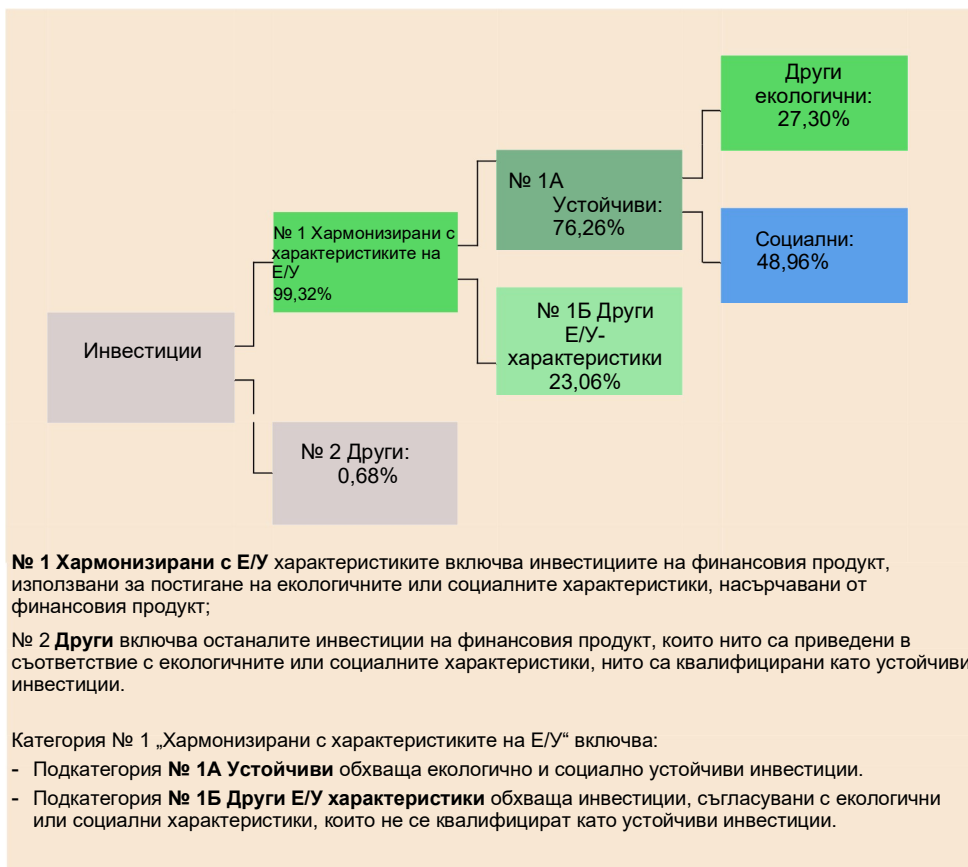 Други
екологични:
27,30%
№ 1А
Устойчиви:
76,26%
Социални:
48,96%
№ 1 Хармонизирани с
характеристиките на
Е/У
99,32%
№ 1Б Други
Е/У-
характеристики
23,06%
Инвестиции
№ 2 Други:
0,68%
№ 1 Хармонизирани с Е/У характеристиките включва инвестициите на финансовия продукт,
използвани за постигане на екологичните или социалните характеристики, насърчавани от
финансовия продукт;
№ 2 Други включва останалите инвестиции на финансовия продукт, които нито са приведени в
съответствие с екологичните или социалните характеристики, нито са квалифицирани като устойчиви
инвестиции.
Категория № 1 „Хармонизирани с характеристиките на Е/У“ включва:
- Подкатегория № 1А Устойчиви обхваща екологично и социално устойчиви инвестиции.
- Подкатегория № 1Б Други Е/У характеристики обхваща инвестиции, съгласувани с екологични
или социални характеристики, които не се квалифицират като устойчиви инвестиции.